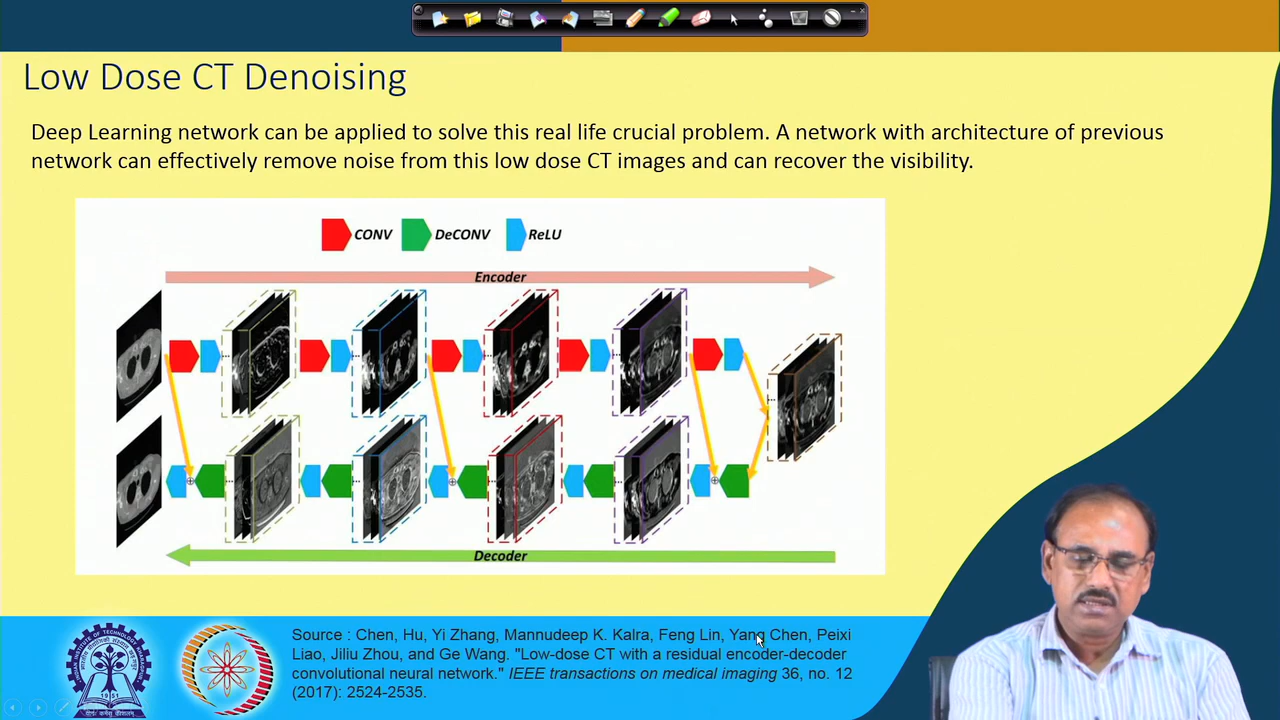 Low Dose CT Denoising
Deep Learning network can be applied to solve this real life crucial problem. A network with architecture of previous
network can effectively remove noise from this low dose CT images and can recover the visibility.
CONV DeCONV ReLU
Encoder
Decoder
Source : Chen, Hu, Yi Zhang, Mannudeep K. Kalra, Feng Lin, Yang Chen, Peixi
Liao, Jiliu Zhou, and Ge Wang. "Low-dose CT with a residual encoder-decoder
convolutional neural network." IEEE transactions on medical imaging 36, no. 12
(2017): 2524-2535.
1951